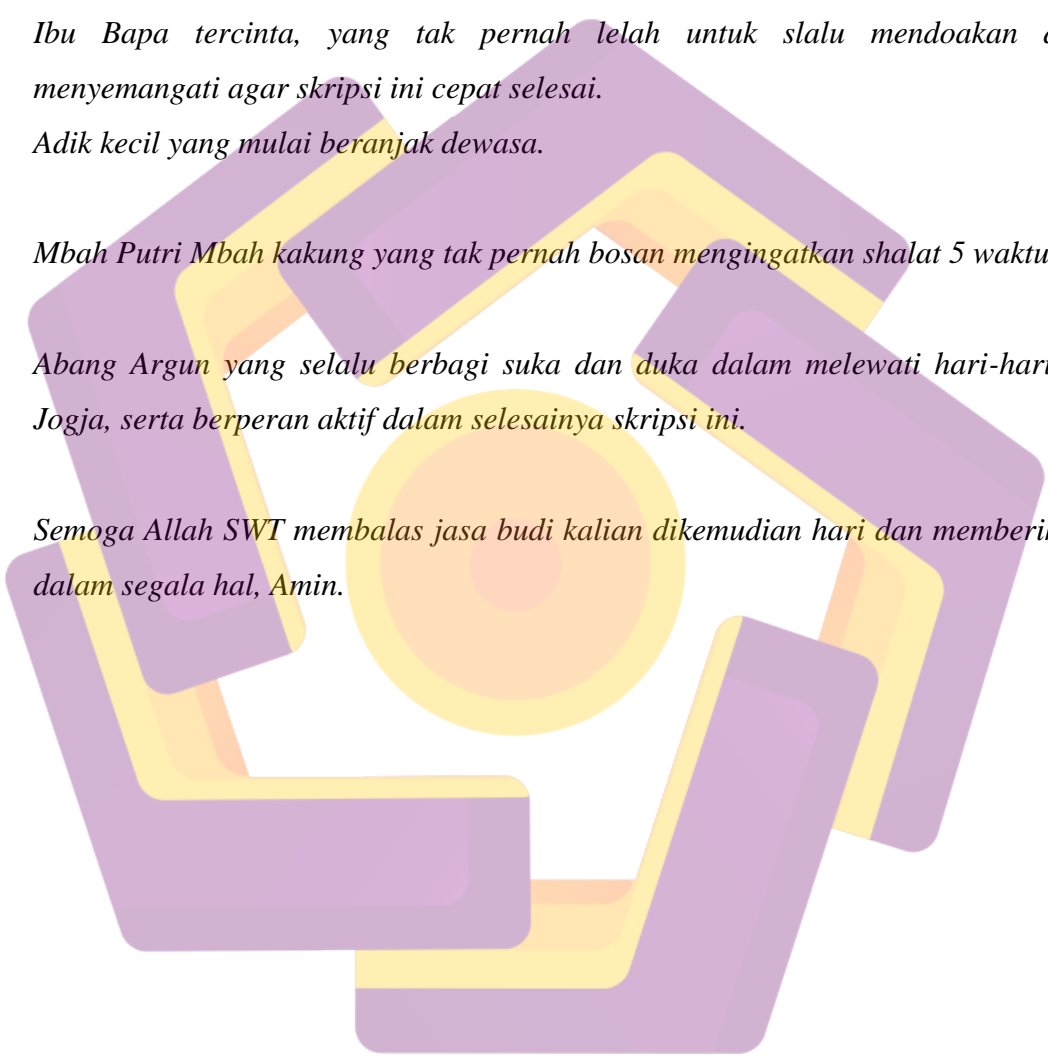 Ibu Bapa tercinta, yang tak pernah lelah untuk slalu mendoakan
menyemangati agar skripsi ini cepat selesai.
Adik kecil yang mulai beranjak dewasa.
Mbah Putri Mbah kakung yang tak pernah bosan mengingatkan shalat 5 waktu
Abang Argun yang selalu berbagi suka dan duka dalam melewati hari-hari
Jogja, serta berperan aktif dalam selesainya skripsi ini.
Semoga Allah SWT membalas jasa budi kalian dikemudian hari dan
dalam segala hal, Amin.